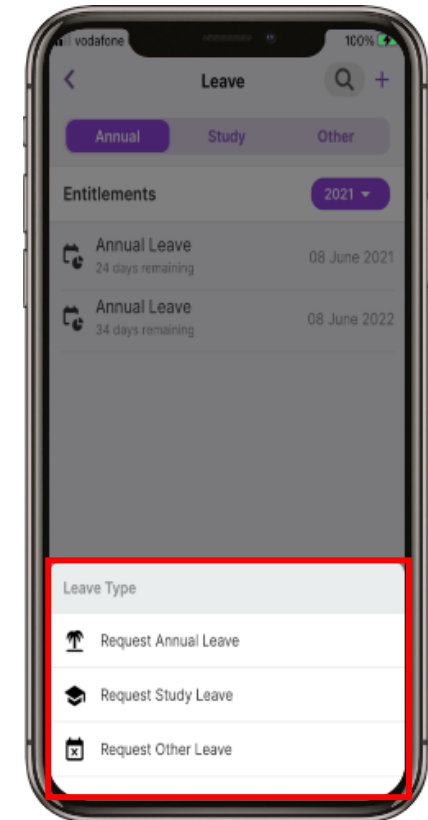 vodafone 100%
Leave
Annual Study Other
Entitlements 2021
Annual Leave
24 days remaining 08 June 2021
Annual Leave
34 days remaining 08 June 2022
Leave Type
Request Annual Leave
Request Study Leave
Request Other Leave